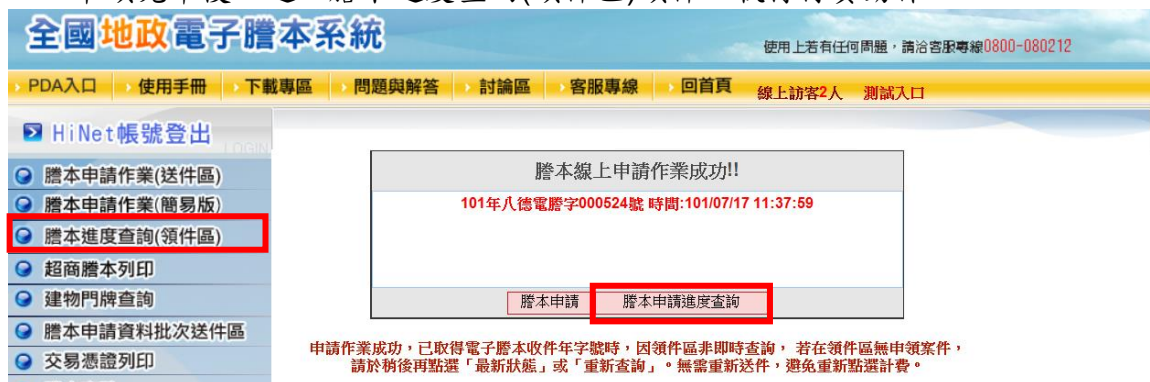 全國地政電子謄本系統
使用上若有任何問題，請洽客服專線0800-080212
PDA入口 使用手冊 下載專區 問題與解答 討論區 客服專線 回首頁 線上訪客2人 測試入口
HiNet帳號登出
LOGIN
謄本申請作業(送件區)
謄本申請作業(簡易版)
謄本進度查詢(領件區)
超商謄本列印
建物門牌查詢
謄本申請資料批次送件區
交易憑證列印
謄本線上申請作業成功!!
101年八德電謄字000524號 時間:101/07/17 11:37:59
謄本申請 謄本申請進度查詢
申請作業成功，已取得電子謄本收件年字號時，因領件區非即時查詢， 若在領件區無申領案件，
請於稍後再點選「最新狀態」或「重新查詢」。無需重新送件，避免重新點選計費。